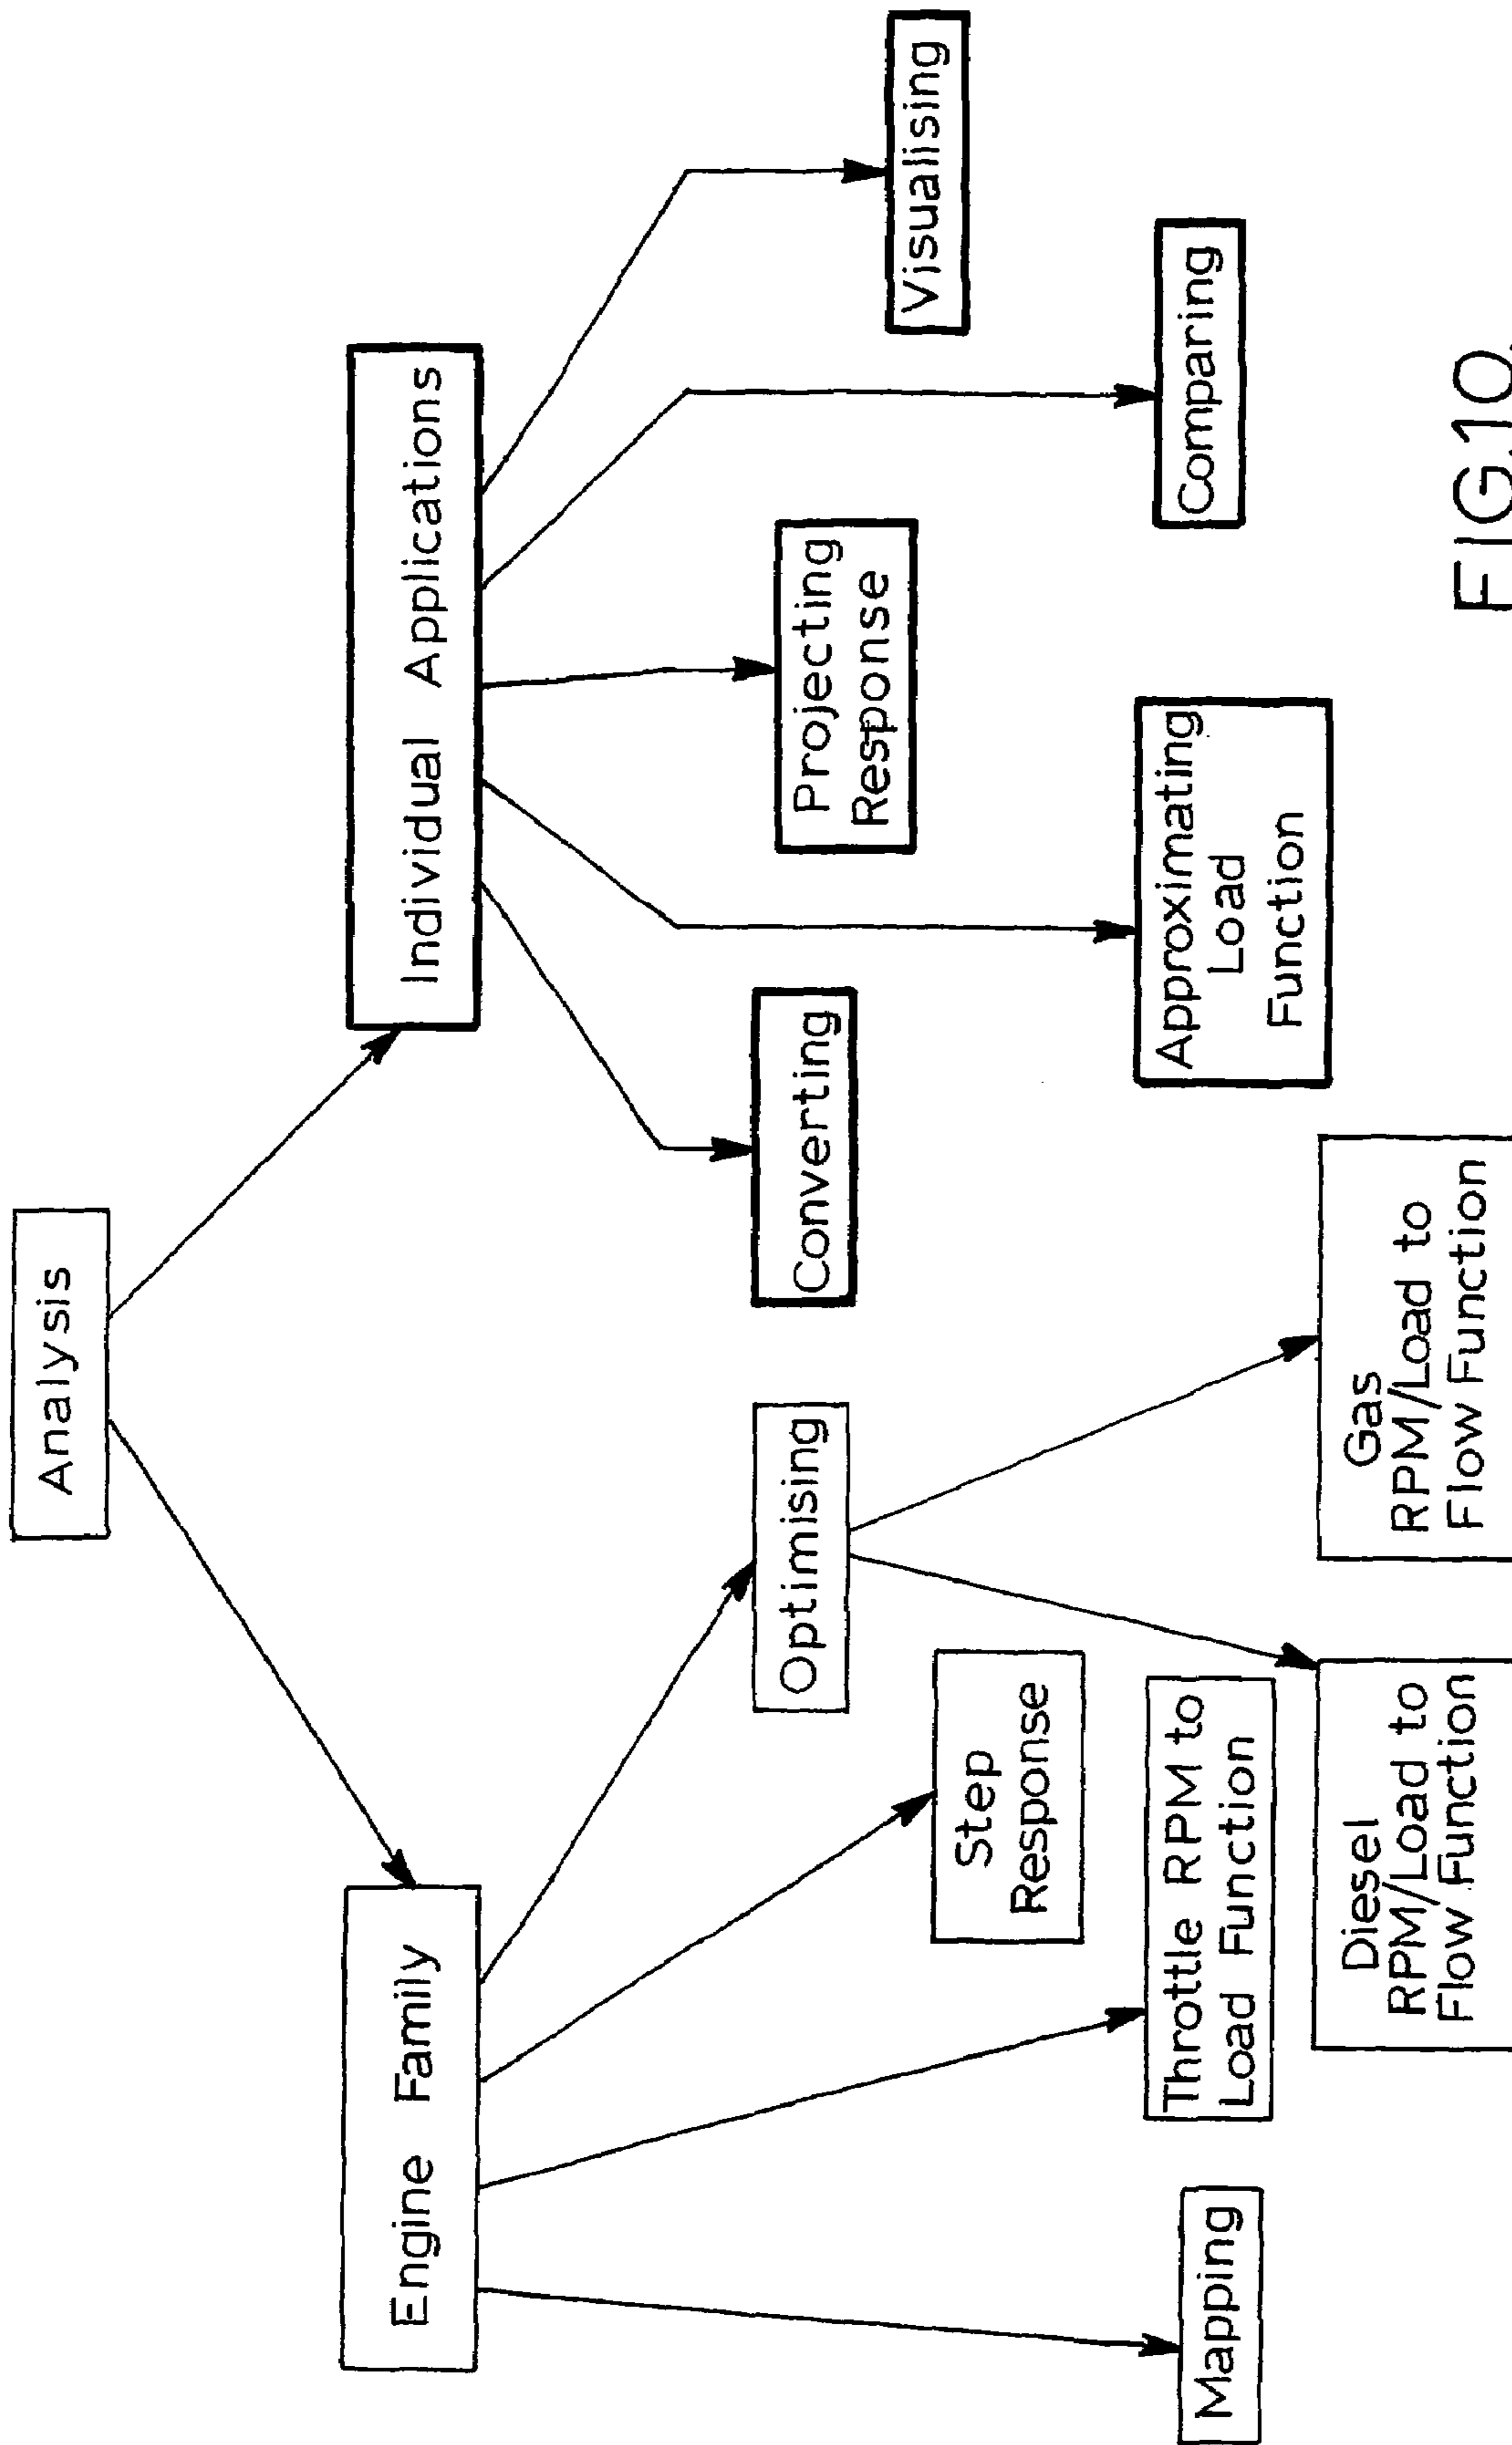 Analysis
Engine Family
Individual Applications
Mapping
Throttle RPM to
Load Function
Step
Response
Optimising
Diesel
RPM/Load to
Flow Function
Gas
RPM/Load to
Flow Function
Converting
Approximating
Load
Function
Projecting
Response
Comparing
Visualising
FIG.10.